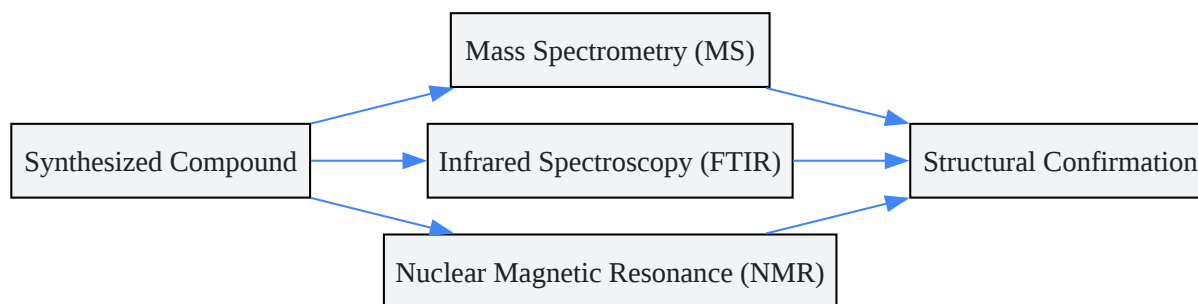 Mass Spectrometry (MS)
Synthesized Compound
Infrared Spectroscopy (FTIR)
Structural Confirmation
Nuclear Magnetic Resonance (NMR)